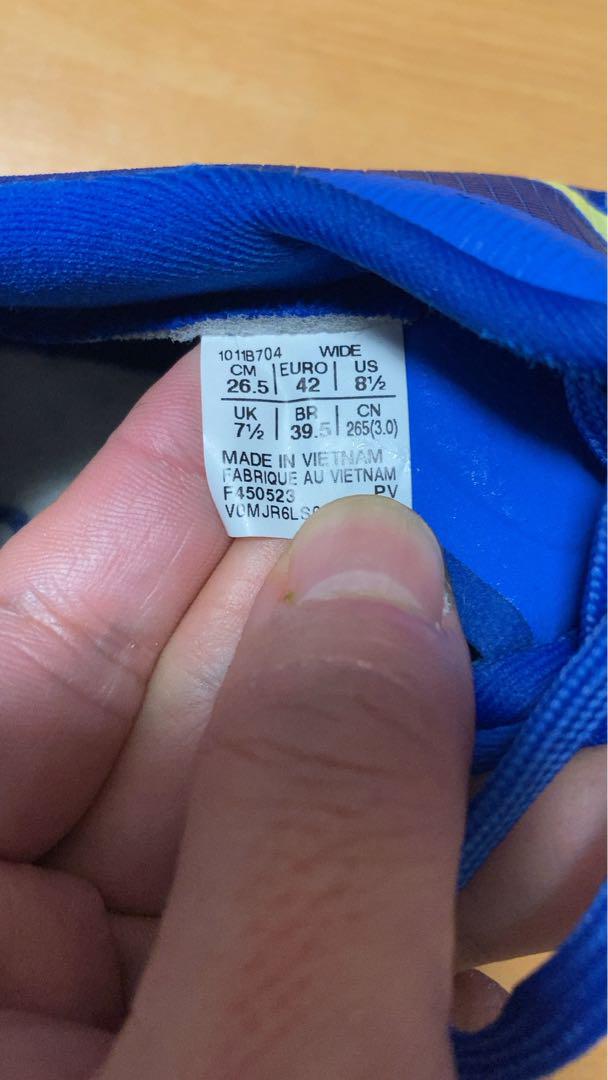 1011B704 WIDE
CM | EURO | US
26.5 | 42 | 8½
UK | BR | CN
7½ | 39.5 | 265(3.0)
MADE IN VIETNAM
FABRIQUE AU VIETNAM
F450523 PV